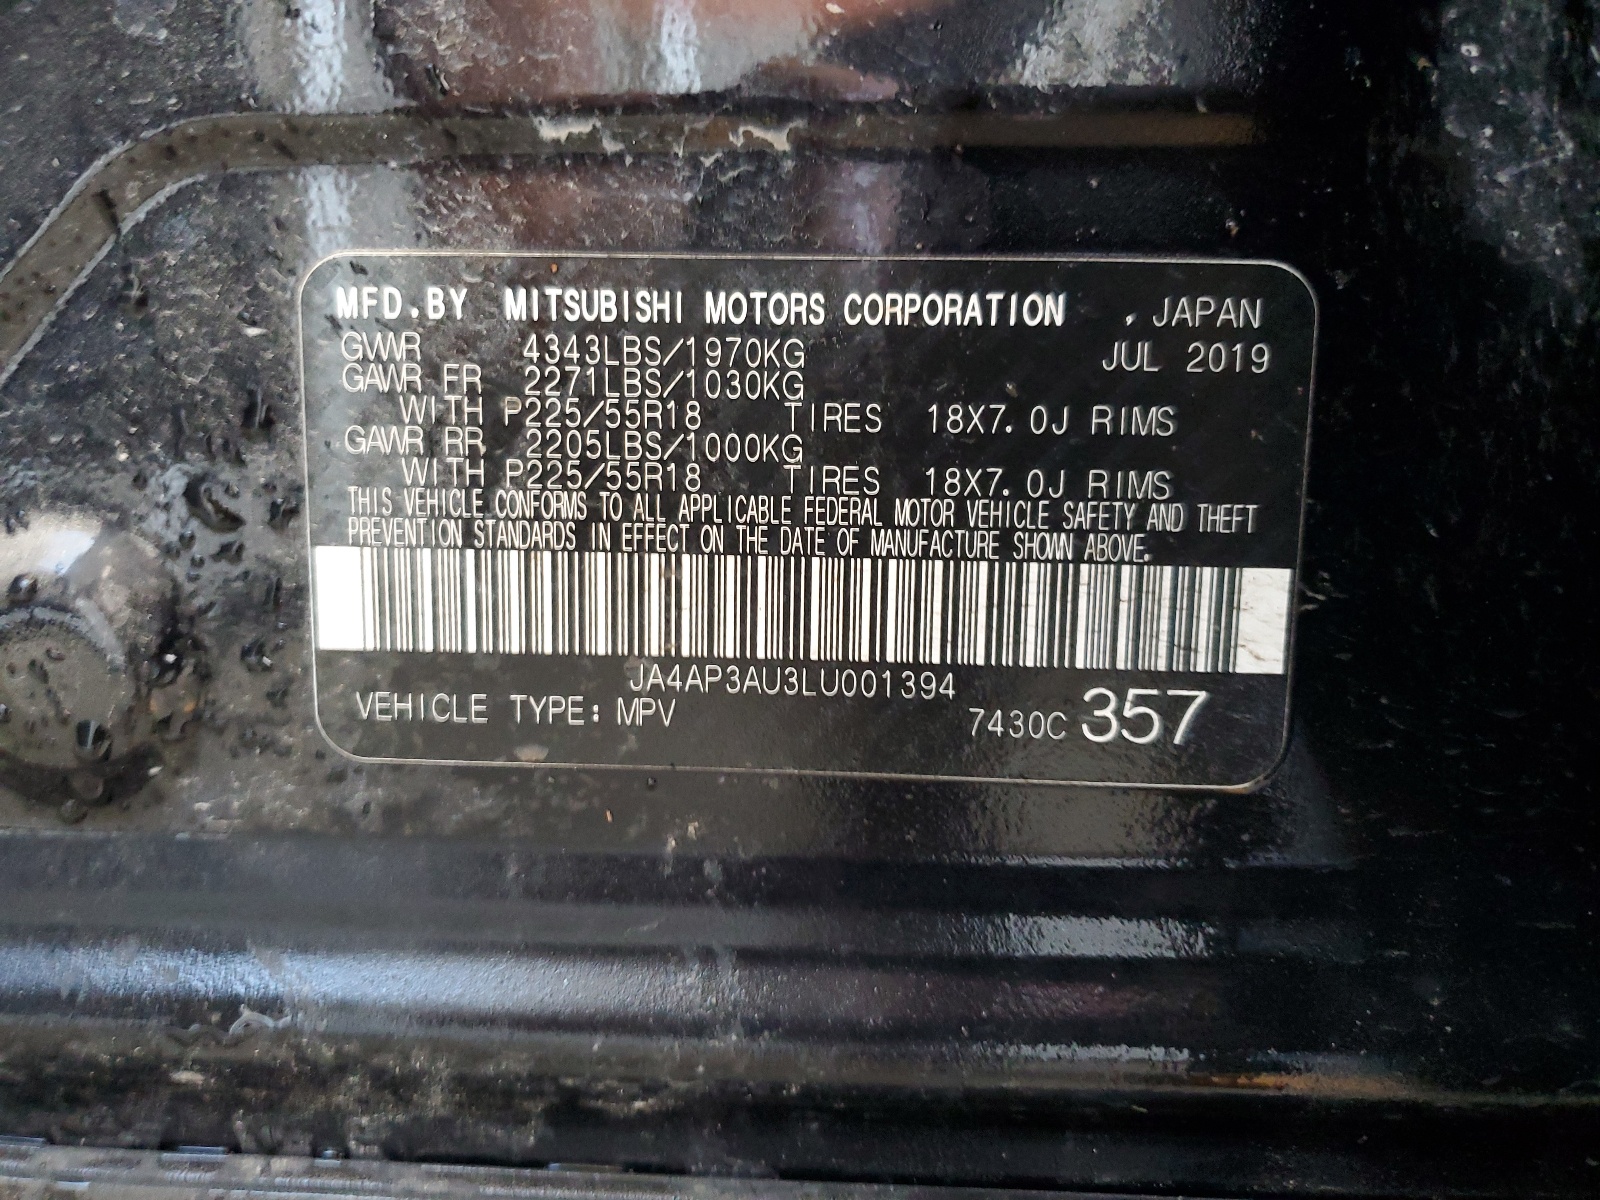 MFD.BY MITSUBISHI MOTORS CORPORATION , JAPAN
GVWR 4343LBS/1970KG JUL 2019
GAWR FR 2271LBS/1030KG
WITH P225/55R18 TIRES 18X7.0J RIMS
GAWR RR 2205LBS/1000KG
WITH P225/55R18 TIRES 18X7.0J RIMS
THIS VEHICLE CONFORMS TO ALL APPLICABLE FEDERAL MOTOR VEHICLE SAFETY AND THEFT
PREVENTION STANDARDS IN EFFECT ON THE DATE OF MANUFACTURE SHOWN ABOVE.
JA4AP3AU3LU001394
VEHICLE TYPE: MPV 7430C 357